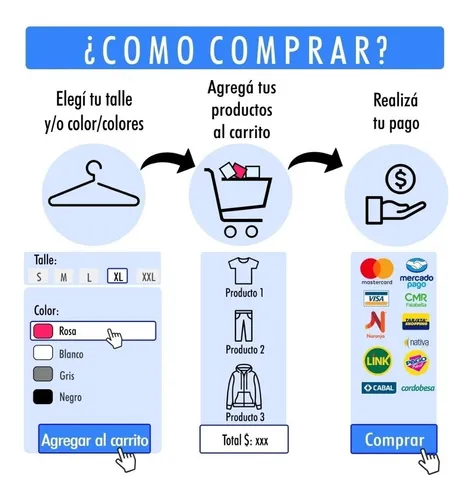 ¿COMO COMPRAR?
Elegí tu talle
y/o color/colores
Agregá tus
productos
al carrito
Realizá
tu pago
Talle:
S M L XL XXL
Color:
Rosa
Blanco
Gris
Negro
Agregar al carrito
Producto 1
Producto 2
Producto 3
Total $: xxx
$
mastercard
mercado
pago
VISA
CMR
Falabella
Naranja
TARJETA
SHOPPING
nativa
LINK
pago
fácil
CABAL
cordobesa
Comprar